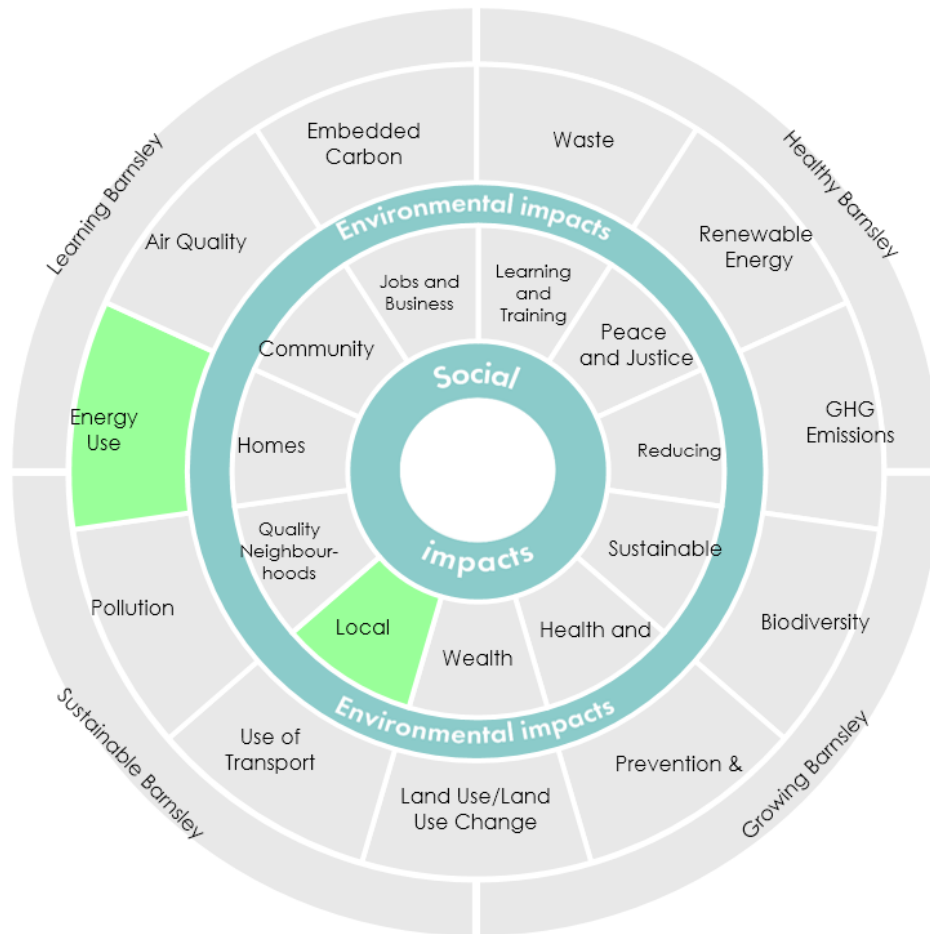 Embedded
Carbon
Waste
Learning Barnsley
Healthy Barnsley
Environmental impacts
Air Quality
Renewable
Energy
Jobs and
Business
Learning
and
Training
Community
Peace
and Justice
Social
Energy
Use
GHG
Emissions
Homes
Reducing
Quality
Neighbour-
hoods
Sustainable
impacts
Pollution
Biodiversity
Local
Health and
Wealth
Environmental impacts
Sustainable Barnsley
Growing Barnsley
Use of
Transport
Prevention &
Land Use/Land
Use Change